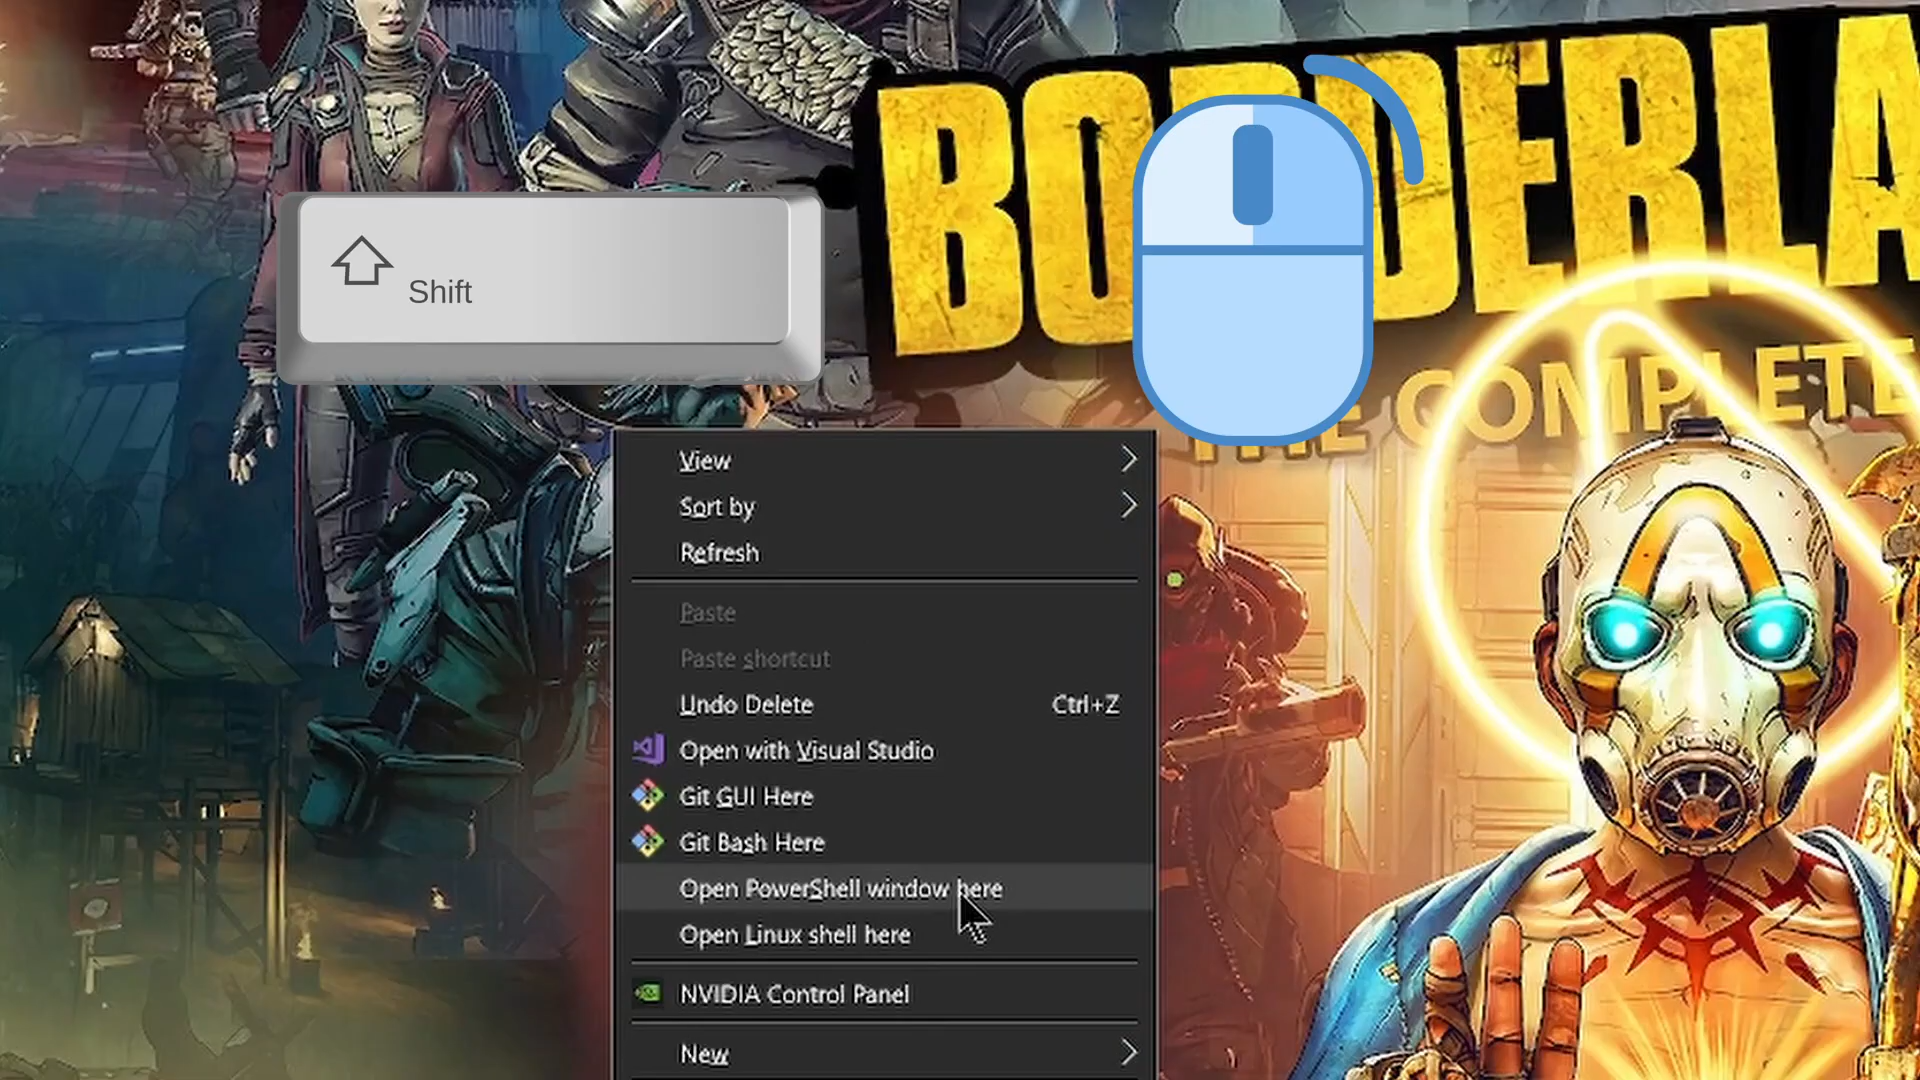 BORDERLA
THE COMPLETE
Shift
View
Sort by
Refresh
Paste
Paste shortcut
Undo Delete Ctrl+Z
Open with Visual Studio
Git GUI Here
Git Bash Here
Open PowerShell window here
Open Linux shell here
NVIDIA Control Panel
New